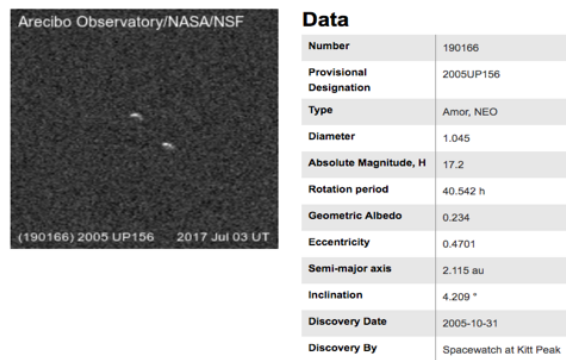 Arecibo Observatory/NASA/NSF
(190166) 2005 UP156 2017 Jul 03 UT
Data
Number 190166
Provisional
Designation 2005UP156
Type Amor, NEO
Diameter 1.045
Absolute Magnitude, H 17.2
Rotation period 40.542 h
Geometric Albedo 0.234
Eccentricity 0.4701
Semi-major axis 2.115 au
Inclination 4.209 °
Discovery Date 2005-10-31
Discovery By Spacewatch at Kitt Peak